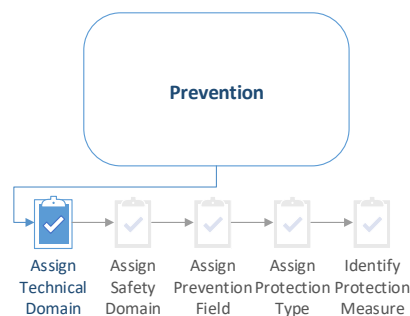 Prevention
Assign Technical Domain
Assign Safety Domain
Assign Prevention Field
Assign Protection Type
Identify Protection Measure